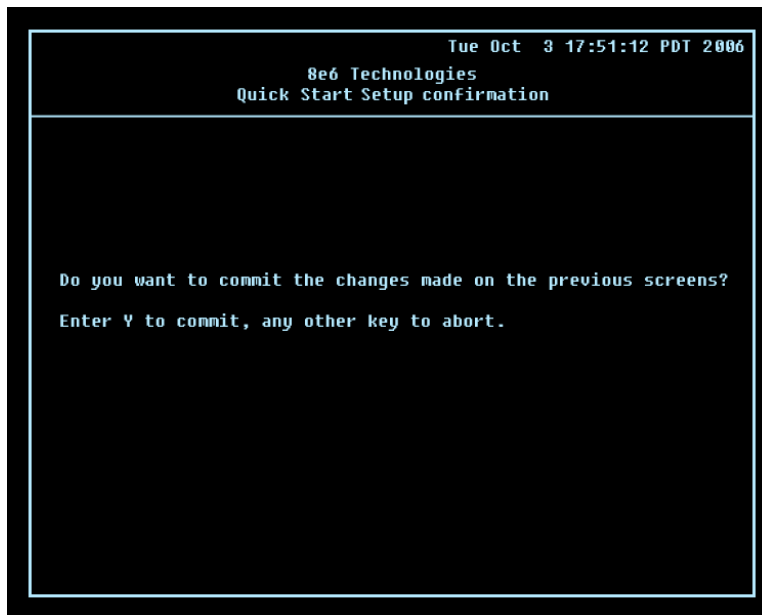 Tue Oct  3 17:51:12 PDT 2006
8e6 Technologies
Quick Start Setup confirmation
Do you want to commit the changes made on the previous screens?
Enter Y to commit, any other key to abort.